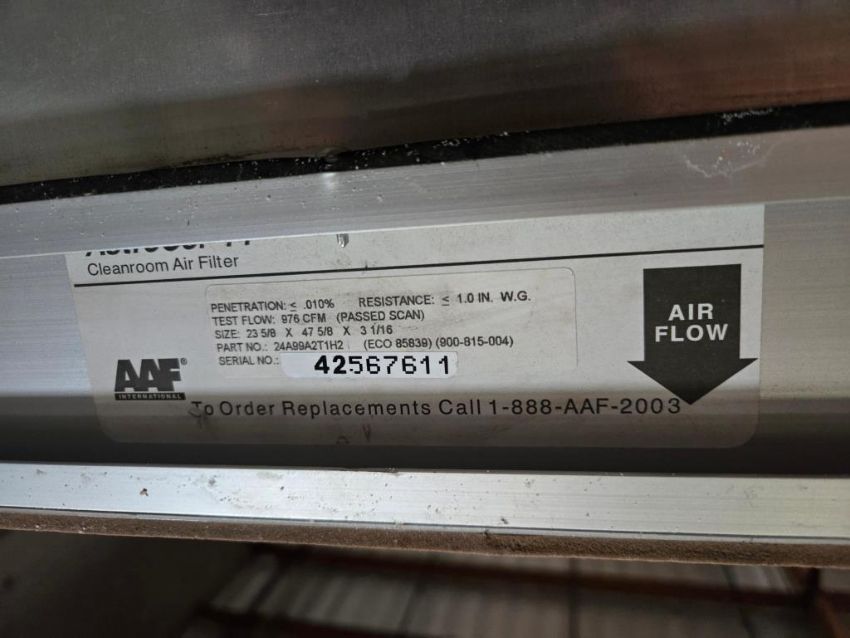 Cleanroom Air Filter
PENETRATION: ≤ .010% RESISTANCE: ≤ 1.0 IN. W.G.
TEST FLOW: 976 CFM (PASSED SCAN)
SIZE: 23 5/8 X 47 5/8 X 3 1/16
PART NO.: 24A99A2T1H2 (ECO 85839) (900-815-004)
SERIAL NO.: 42567611
AAF®
INTERNATIONAL
To Order Replacements Call 1-888-AAF-2003
AIR
FLOW